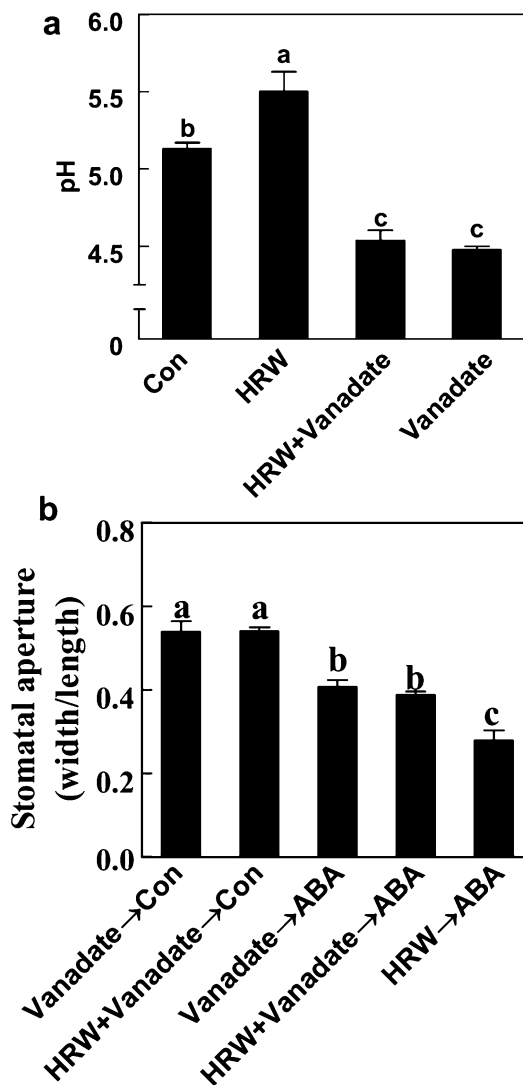 a
pH
6.0
5.5
5.0
4.5
0
b
a
c
c
Con
HRW
HRW+Vanadate
Vanadate
b
Stomatal aperture
(width/length)
0.8
0.6
0.4
0.2
0.0
a
a
b
b
c
Vanadate→Con
HRW+Vanadate→Con
Vanadate→ABA
HRW+Vanadate→ABA
HRW→ABA